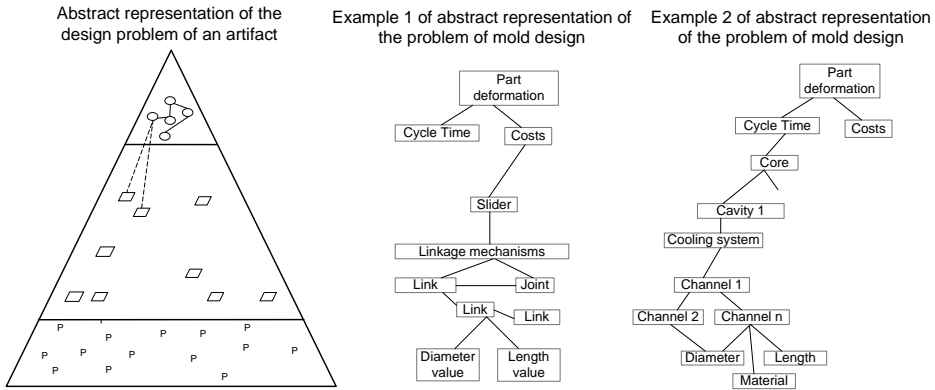 Abstract representation of the
design problem of an artifact
P
P
P
P
P
P
P
P
P
P
P
P
P
Example 1 of abstract representation of
the problem of mold design
Part
deformation
Cycle Time
Costs
Slider
Linkage mechanisms
Link
Joint
Link
Link
Diameter
value
Length
value
Example 2 of abstract representation
of the problem of mold design
Part
deformation
Cycle Time
Costs
Core
Cavity 1
Cooling system
Channel 1
Channel 2
Channel n
Diameter
Length
Material